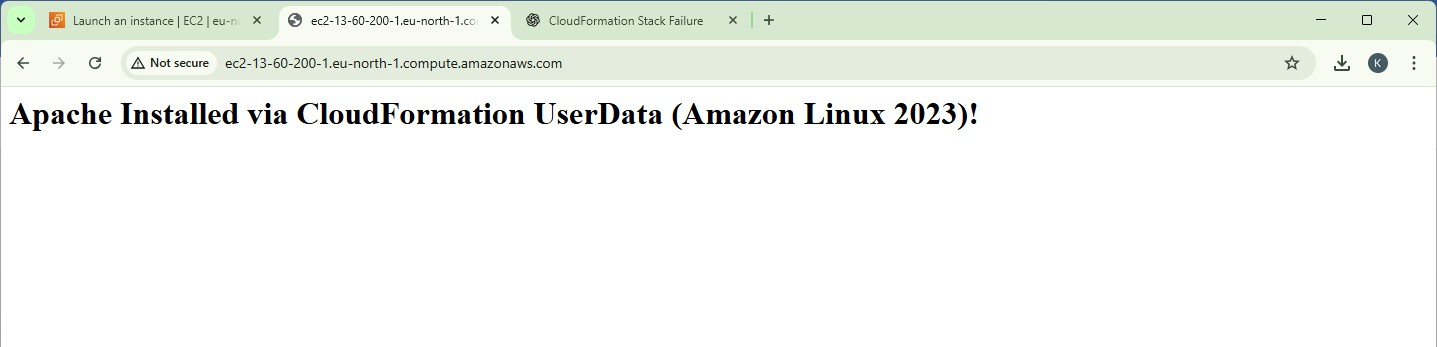 Launch an instance | EC2 | eu-n
ec2-13-60-200-1.eu-north-1.co
CloudFormation Stack Failure
Not secure
ec2-13-60-200-1.eu-north-1.compute.amazonaws.com
K
Apache Installed via CloudFormation UserData (Amazon Linux 2023)!